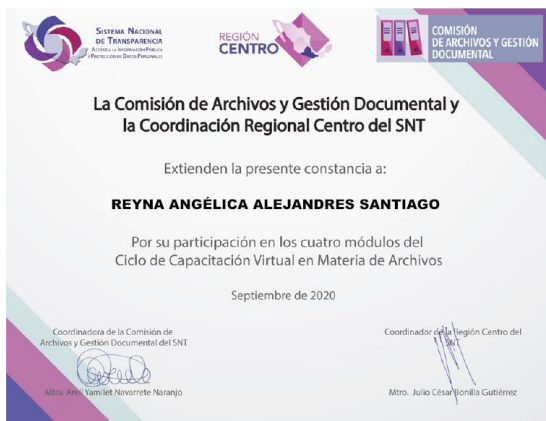 SISTEMA NACIONAL
DE TRANSPARENCIA
ACCESO A LA INFORMACIÓN PÚBLICA
Y PROTECCIÓN DE DATOS PERSONALES
REGIÓN
CENTRO
COMISIÓN
DE ARCHIVOS Y GESTIÓN
DOCUMENTAL
La Comisión de Archivos y Gestión Documental y
la Coordinación Regional Centro del SNT
Extienden la presente constancia a:
REYNA ANGÉLICA ALEJANDRES SANTIAGO
Por su participación en los cuatro módulos del
Ciclo de Capacitación Virtual en Materia de Archivos
Septiembre de 2020
Coordinadora de la Comisión de
Archivos y Gestión Documental del SNT
Mtra. Areli Yamilet Navarrete Naranjo
Coordinador de la Región Centro del
SNT
Mtro. Julio César Bonilla Gutiérrez